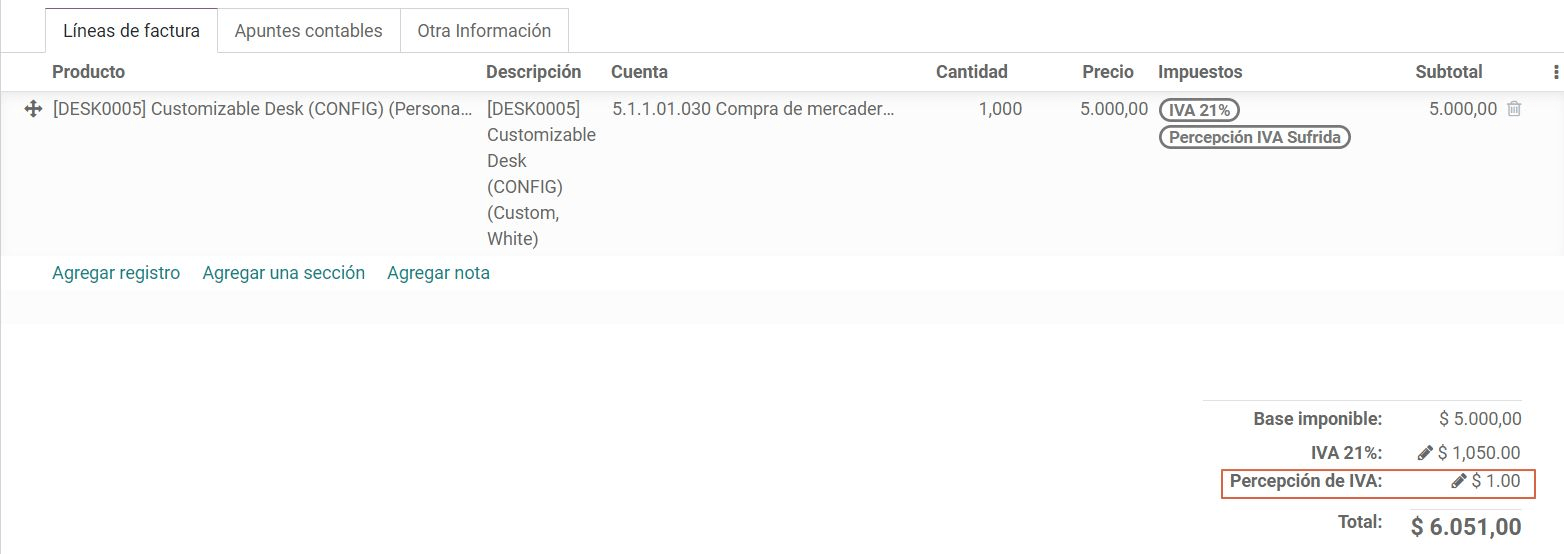 Líneas de factura Apuntes contables Otra Información
Producto Descripción Cuenta Cantidad Precio Impuestos Subtotal
[DESK0005] Customizable Desk (CONFIG) (Persona... [DESK0005] 5.1.1.01.030 Compra de mercader... 1,000 5.000,00 IVA 21% 5.000,00
Customizable Percepción IVA Sufrida
Desk
(CONFIG)
(Custom,
White)
Agregar registro Agregar una sección Agregar nota
Base imponible: $ 5.000,00
IVA 21%: $ 1,050.00
Percepción de IVA: $ 1.00
Total: $ 6.051,00